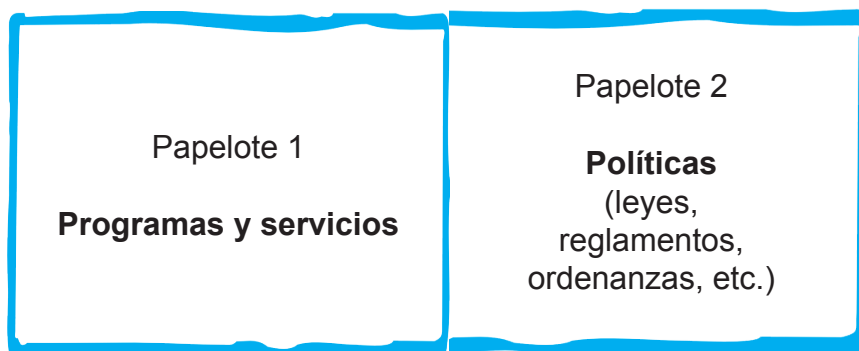 Papelote 1
Programas y servicios
Papelote 2
Políticas
(leyes,
reglamentos,
ordenanzas, etc.)